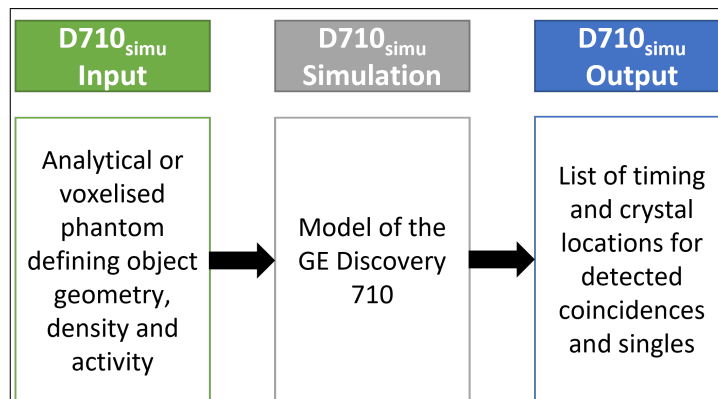 D710simu
Input
D710simu
Simulation
D710simu
Output
Analytical or
voxelised
phantom
defining object
geometry,
density and
activity
Model of the
GE Discovery
710
List of timing
and crystal
locations for
detected
coincidences
and singles